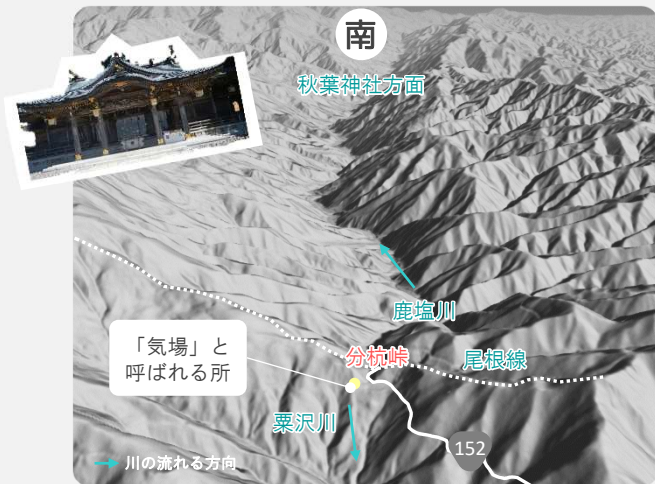 南
秋葉神社方面
鹿塩川
分杭峠
尾根線
「気場」と
呼ばれる所
粟沢川
152
川の流れる方向